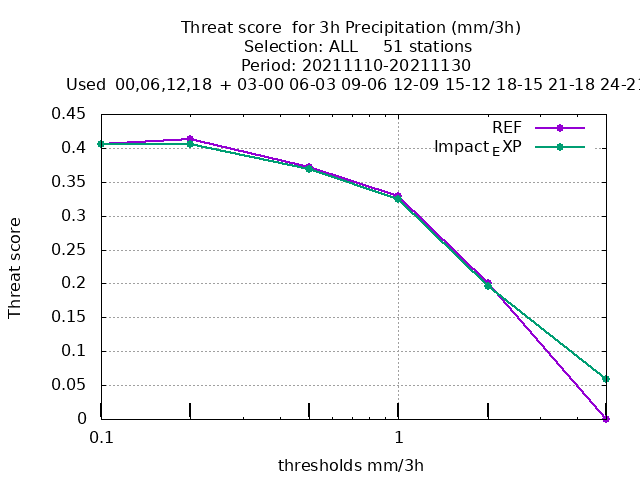 Threat score  for 3h Precipitation (mm/3h)
Selection: ALL     51 stations
Period: 20211110-20211130
Used  00,06,12,18  + 03-00 06-03 09-06 12-09  15-12 18-15 21-18 24-21
0.45
0.4
0.35
0.3
0.25
0.2
0.15
0.1
0.05
0
Threat score
REF
Impact_EXP
0.1
1
thresholds mm/3h